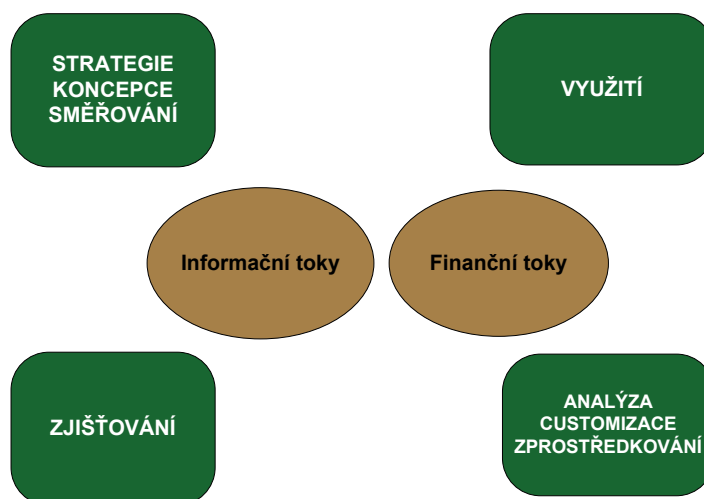 STRATEGIE
KONCEPCE
SMĚŘOVÁNÍ
VYUŽITÍ
Informační toky
Finanční toky
ZJIŠŤOVÁNÍ
ANALÝZA
CUSTOMIZACE
ZPROSTŘEDKOVÁNÍ